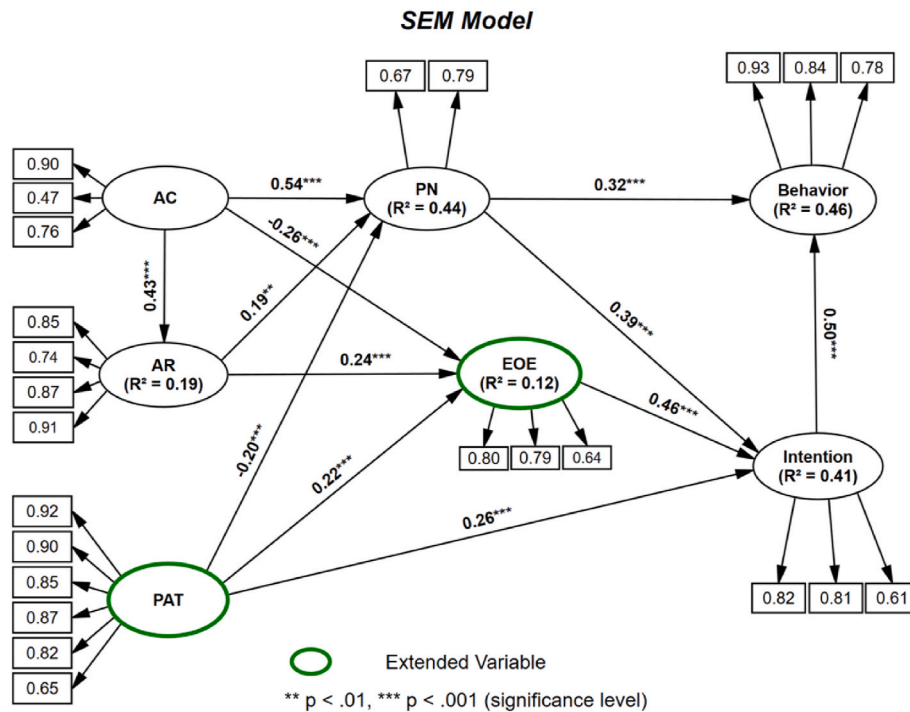 SEM Model
0.67 0.79
0.93 0.84 0.78
0.90
0.47
0.76
AC
0.54***
PN
(R² = 0.44)
0.32***
Behavior
(R² = 0.46)
-0.26***
0.43***
0.19**
0.39***
0.50***
0.85
0.74
0.87
0.91
AR
(R² = 0.19)
0.24***
EOE
(R² = 0.12)
0.46***
-0.20***
0.22***
0.80 0.79 0.64
Intention
(R² = 0.41)
0.26***
0.82 0.81 0.61
0.92
0.90
0.85
0.87
0.82
0.65
PAT
Extended Variable
** p < .01, *** p < .001 (significance level)